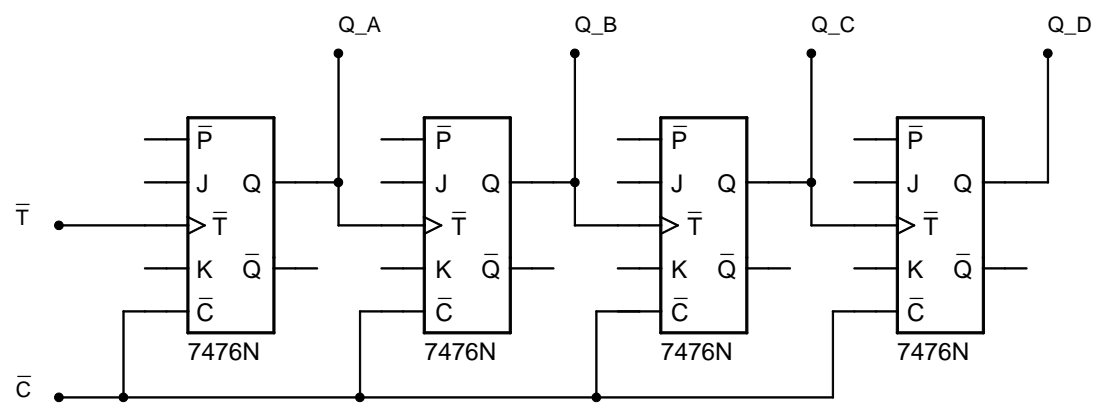 Q_A Q_B Q_C Q_D
P̅ P̅ P̅ P̅
J Q J Q J Q J Q
T̅ T̅ T̅ T̅ T̅
K Q̅ K Q̅ K Q̅ K Q̅
C̅ C̅ C̅ C̅
7476N 7476N 7476N 7476N
C̅